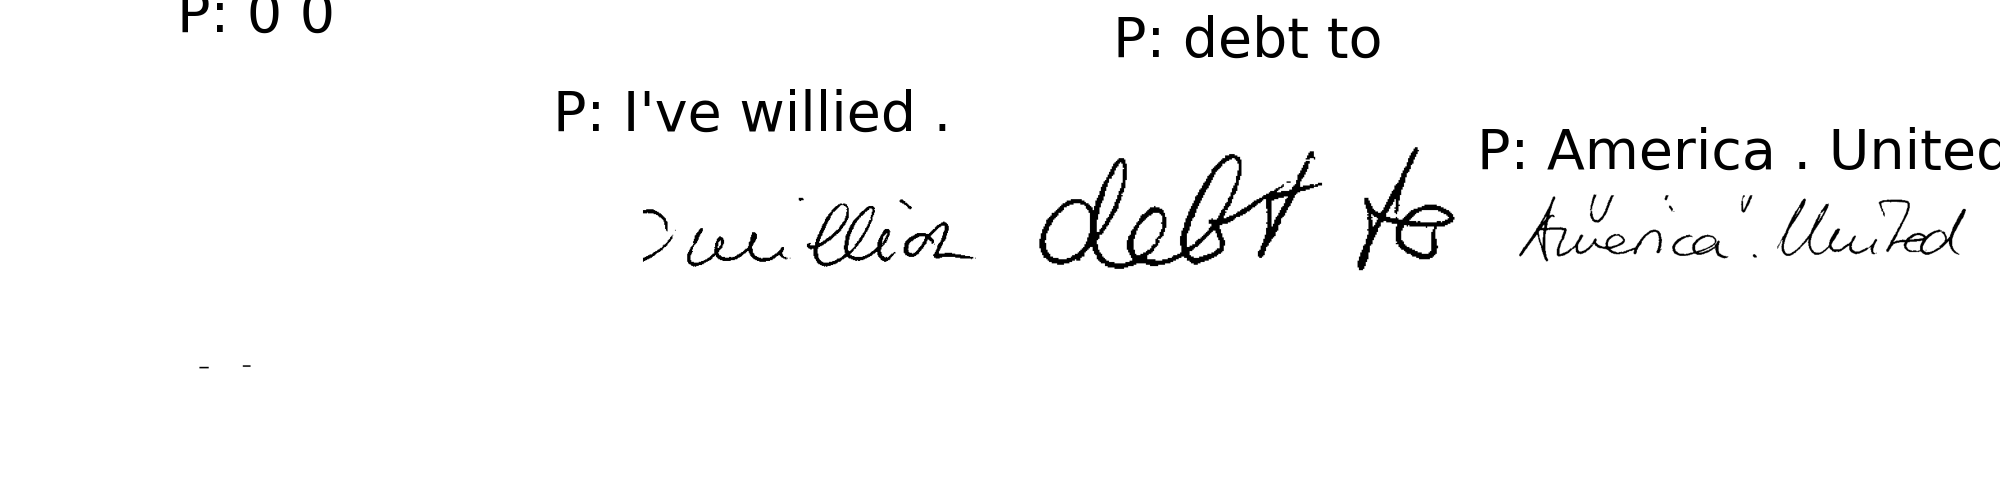 P: 0 0
P: debt to
P: I've willied .
P: America . United
million debt to America". United
- -